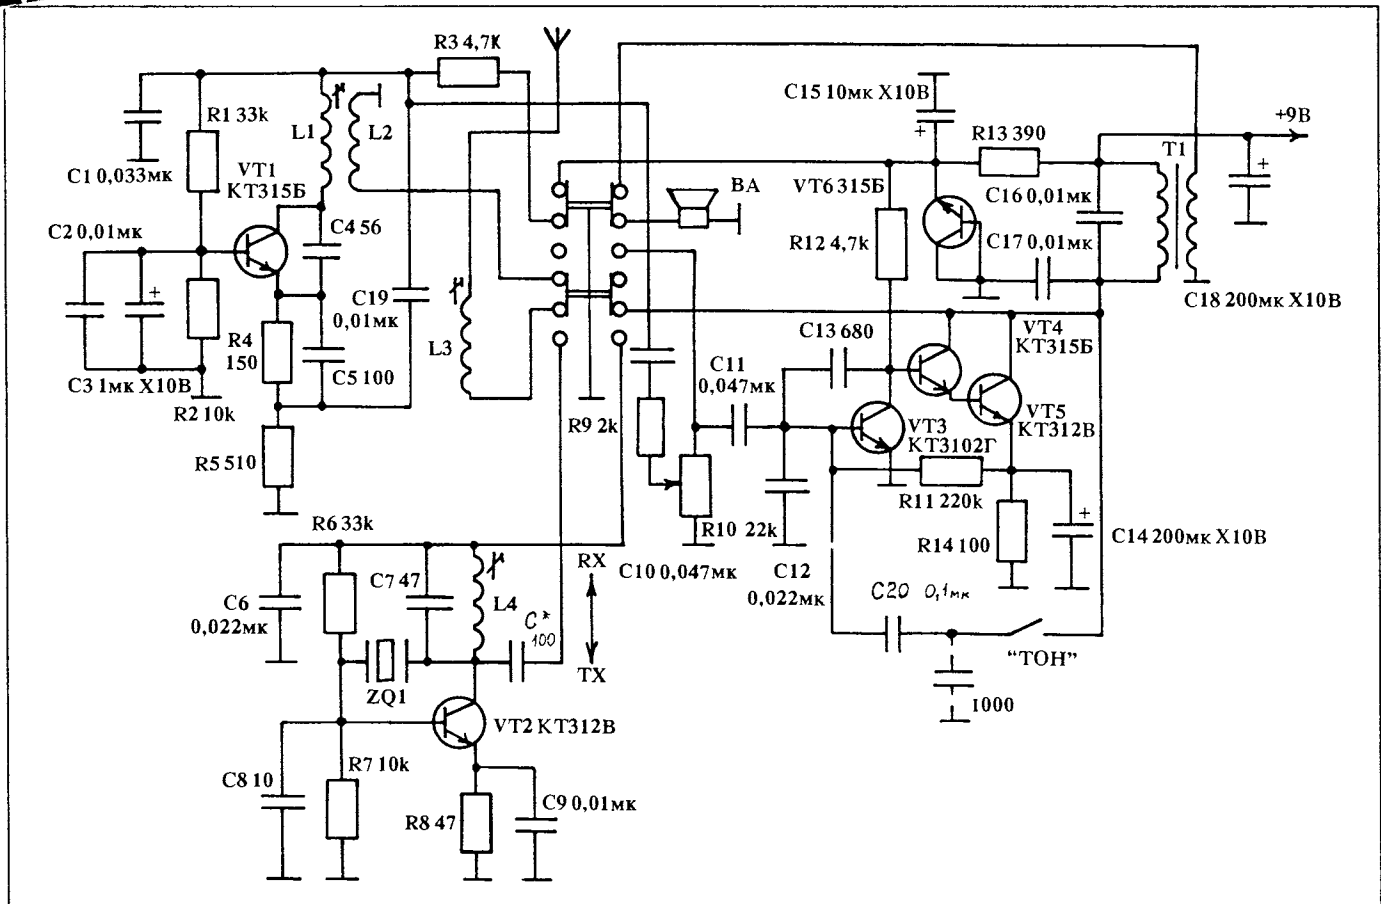 R3 4,7К
C15 10мк X10В
+9В
R1 33k
R13 390
T1
L1
L2
VT1
КТ315Б
BA
VT6 315Б
C16 0,01мк
C1 0,033мк
C2 0,01мк
C4 56
R12 4,7k
C17 0,01мк
C19
0,01мк
C18 200мк X10В
+
+
+
+
R4
150
L3
C13 680
VT4
КТ315Б
C5 100
C11
0,047мк
C3 1мк X10В
R2 10k
R9 2k
VT3
КТ3102Г
VT5
КТ312В
R5 510
R11 220k
R10 22k
R14 100
C14 200мк X10В
R6 33k
RX
C10 0,047мк
C12
0,022мк
C7 47
L4
C6
0,022мк
C*
100
C20 0,1мк
ZQ1
TX
“ТОН”
1000
VT2 КТ312В
R7 10k
C8 10
R8 47
C9 0,01мк